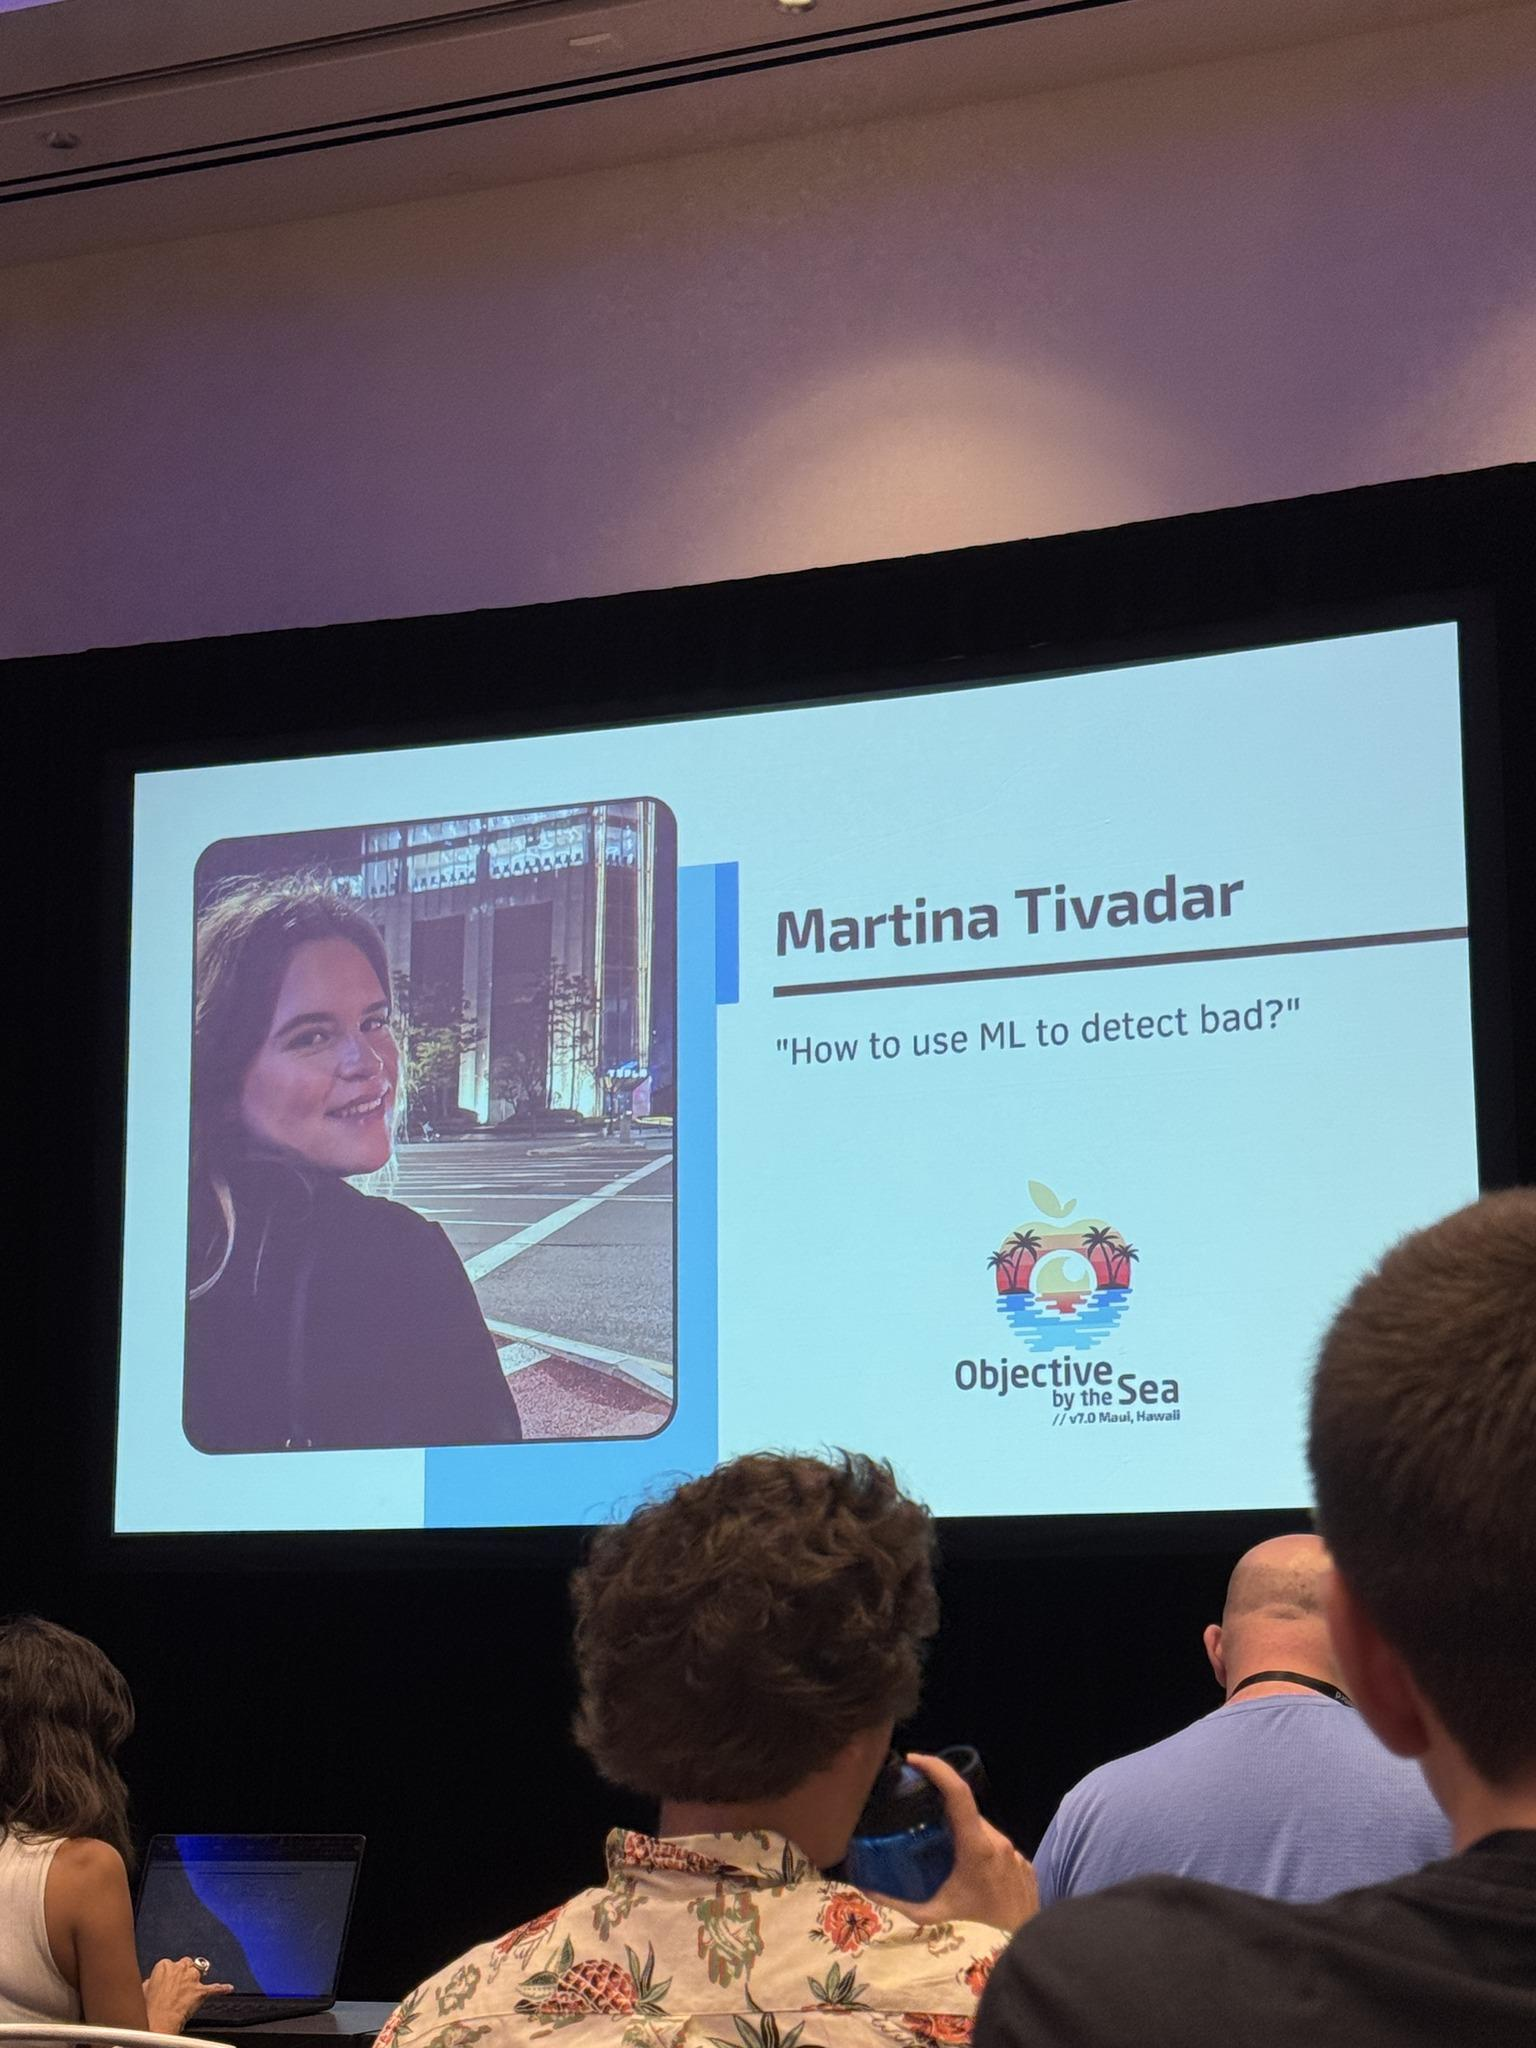 Martina Tivadar
"How to use ML to detect bad?"
Objective
by the Sea
// v7.0 Maui, Hawaii